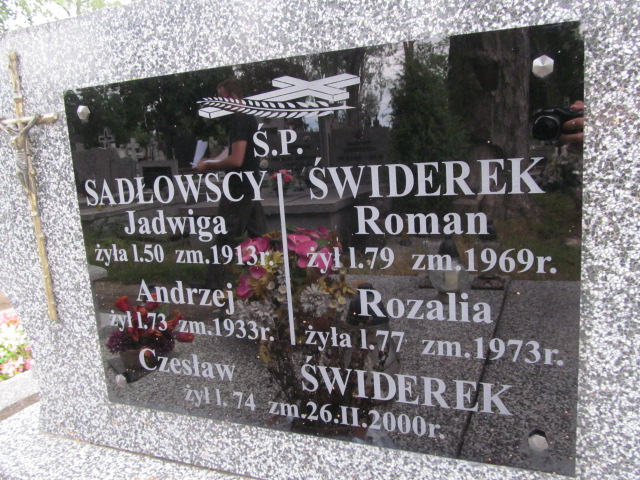 Ś.P.
SADŁOWSCY
Jadwiga
żyła l.50 zm.1913r.
Andrzej
żył l.73 zm.1933r.
ŚWIDEREK
Roman
żył l.79 zm.1969r.
Rozalia
żyła l.77 zm.1973r.
Czesław ŚWIDEREK
żył l. 74 zm.26.II.2000r.